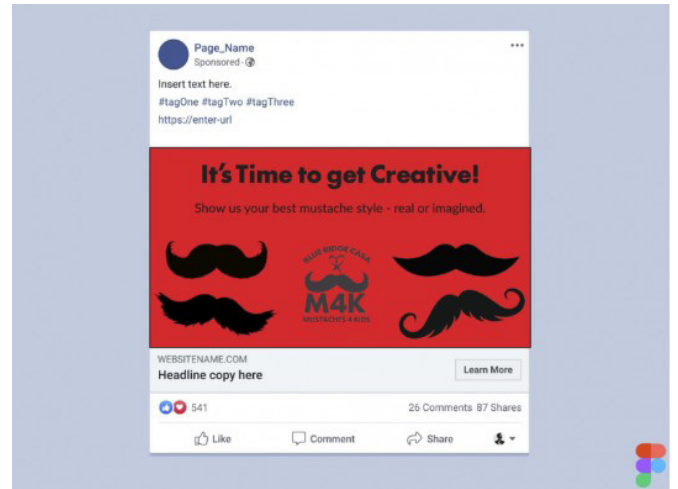 Page_Name
Sponsored ·
Insert text here.
#tagOne #tagTwo #tagThree
https://enter-url
It's Time to get Creative!
Show us your best mustache style - real or imagined.
BLUE RIDGE CASA
M4K
MUSTACHES 4 KIDS
WEBSITENAME.COM
Headline copy here
Learn More
541
26 Comments 87 Shares
Like
Comment
Share